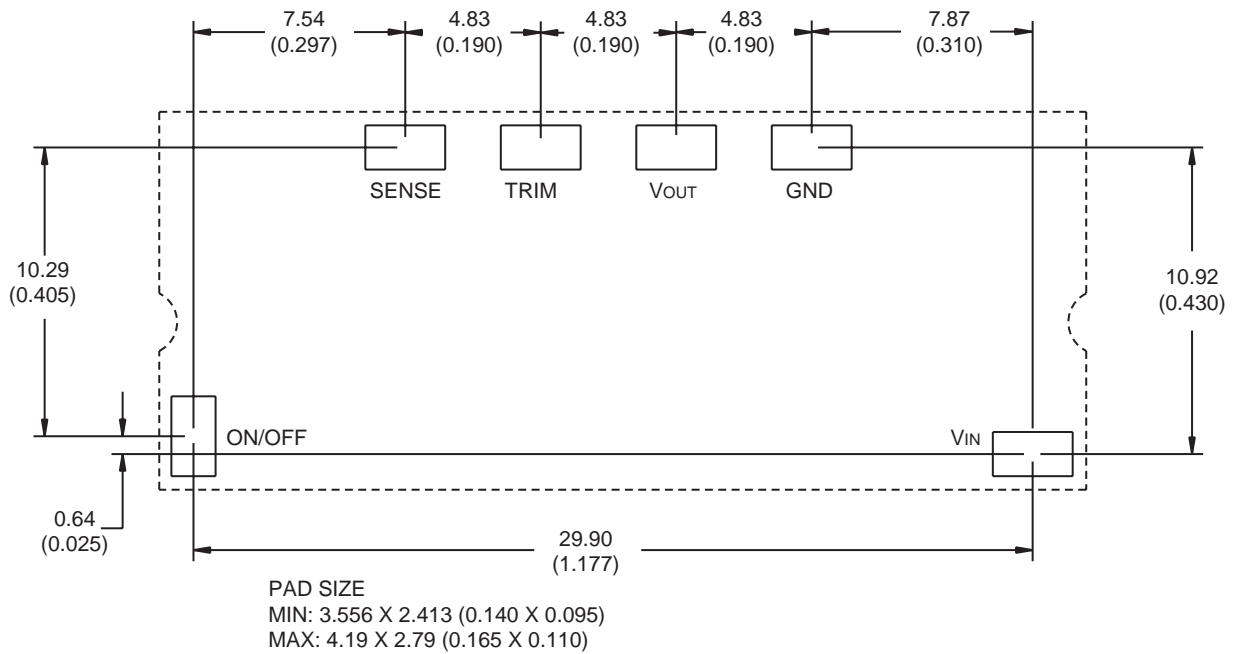 7.54
(0.297)
4.83
(0.190)
4.83
(0.190)
4.83
(0.190)
7.87
(0.310)
SENSE
TRIM
VOUT
GND
10.29
(0.405)
10.92
(0.430)
ON/OFF
VIN
0.64
(0.025)
29.90
(1.177)
PAD SIZE
MIN: 3.556 X 2.413 (0.140 X 0.095)
MAX: 4.19 X 2.79 (0.165 X 0.110)